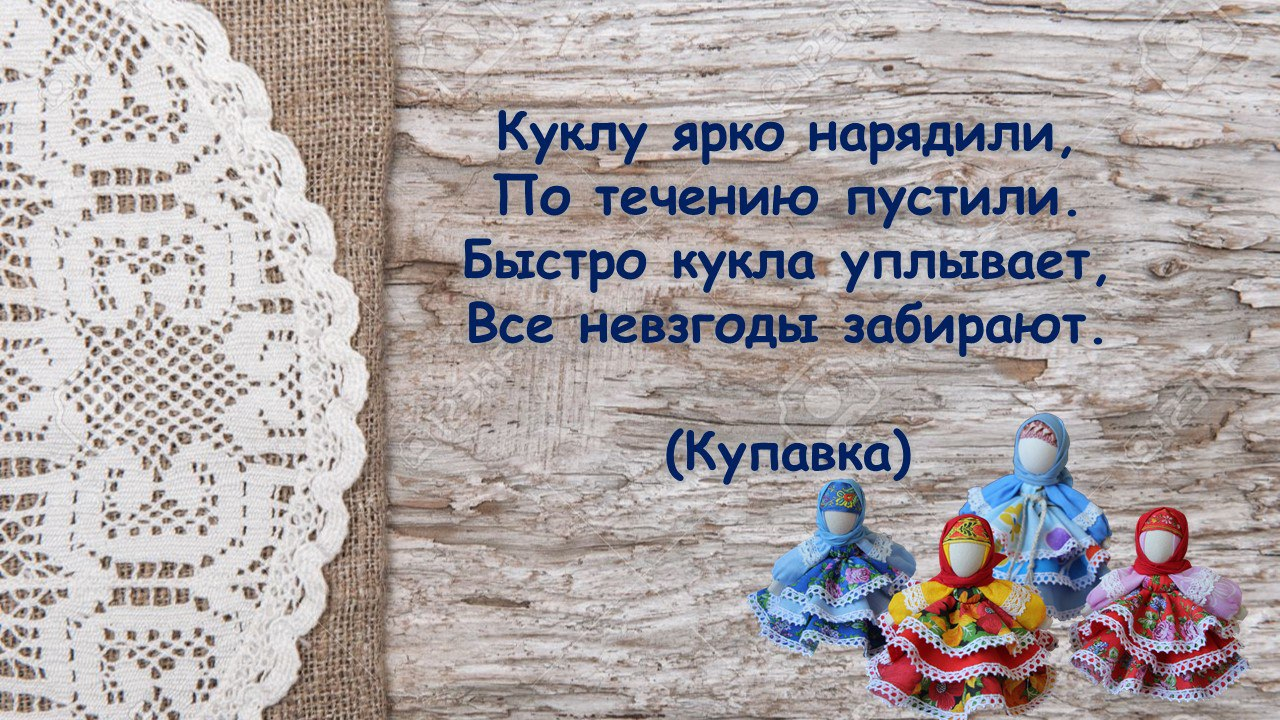 Куклу ярко нарядили,
По течению пустили.
Быстро кукла уплывает,
Все невзгоды забирают.
(Купавка)